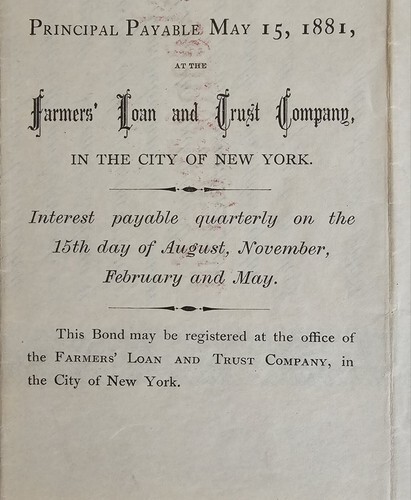 Principal Payable May 15, 1881,
AT THE
Farmers' Loan and Trust Company,
IN THE CITY OF NEW YORK.
Interest payable quarterly on the
15th day of August, November,
February and May.
This Bond may be registered at the office of
the Farmers' Loan and Trust Company, in
the City of New York.